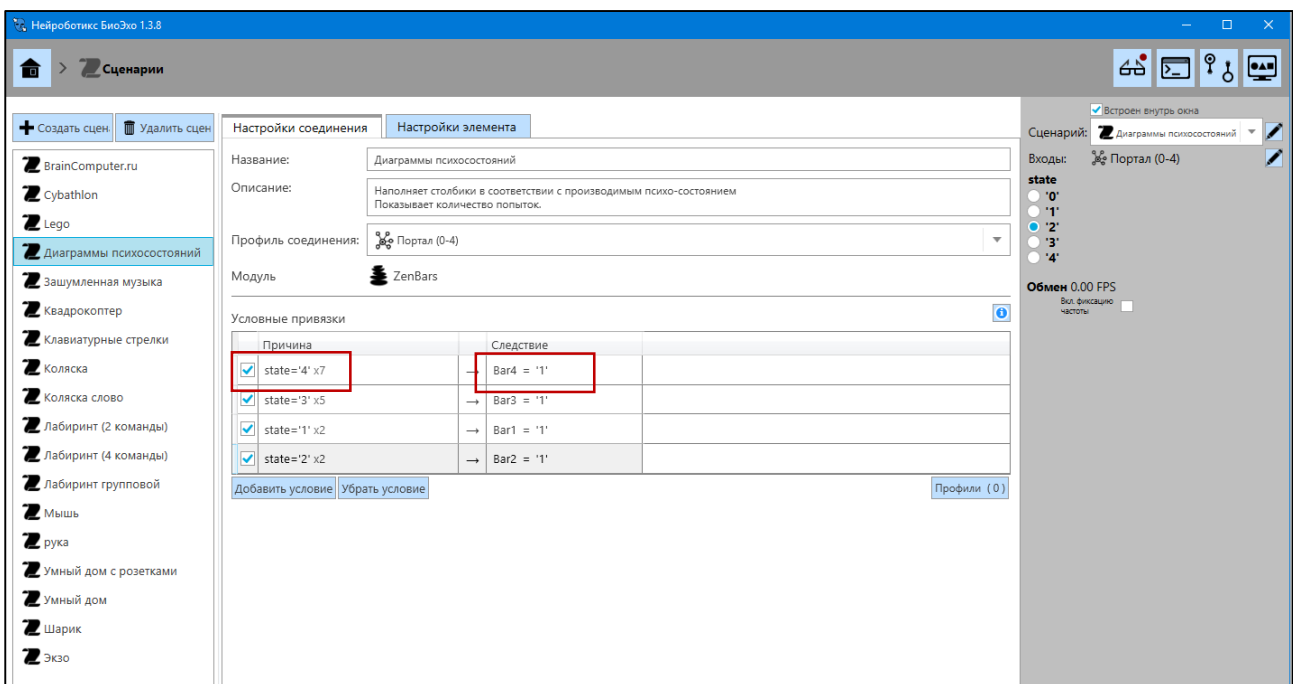 Нейроботикс БиоЭхо 1.3.8
> Сценарии
Создать сцен.
Удалить сцен
BrainComputer.ru
Cybathlon
Lego
Диаграммы психосостояний
Зашумленная музыка
Квадрокоптер
Клавиатурные стрелки
Коляска
Коляска слово
Лабиринт (2 команды)
Лабиринт (4 команды)
Лабиринт групповой
Мышь
рука
Умный дом с розетками
Умный дом
Шарик
Экзо
Настройки соединения
Настройки элемента
Название: Диаграммы психосостояний
Описание: Наполняет столбики в соответствии с производимым психо-состоянием
Показывает количество попыток.
Профиль соединения: Портал (0-4)
Модуль ZenBars
Условные привязки
Причина Следствие
state='4' x7 → Bar4 = '1'
state='3' x5 → Bar3 = '1'
state='1' x2 → Bar1 = '1'
state='2' x2 → Bar2 = '1'
Добавить условие Убрать условие Профили ( 0 )
Встроен внутрь окна
Сценарий: Диаграммы психосостояний
Входы: Портал (0-4)
state
'0'
'1'
'2'
'3'
'4'
Обмен 0.00 FPS
Вкл. фиксацию
частоты